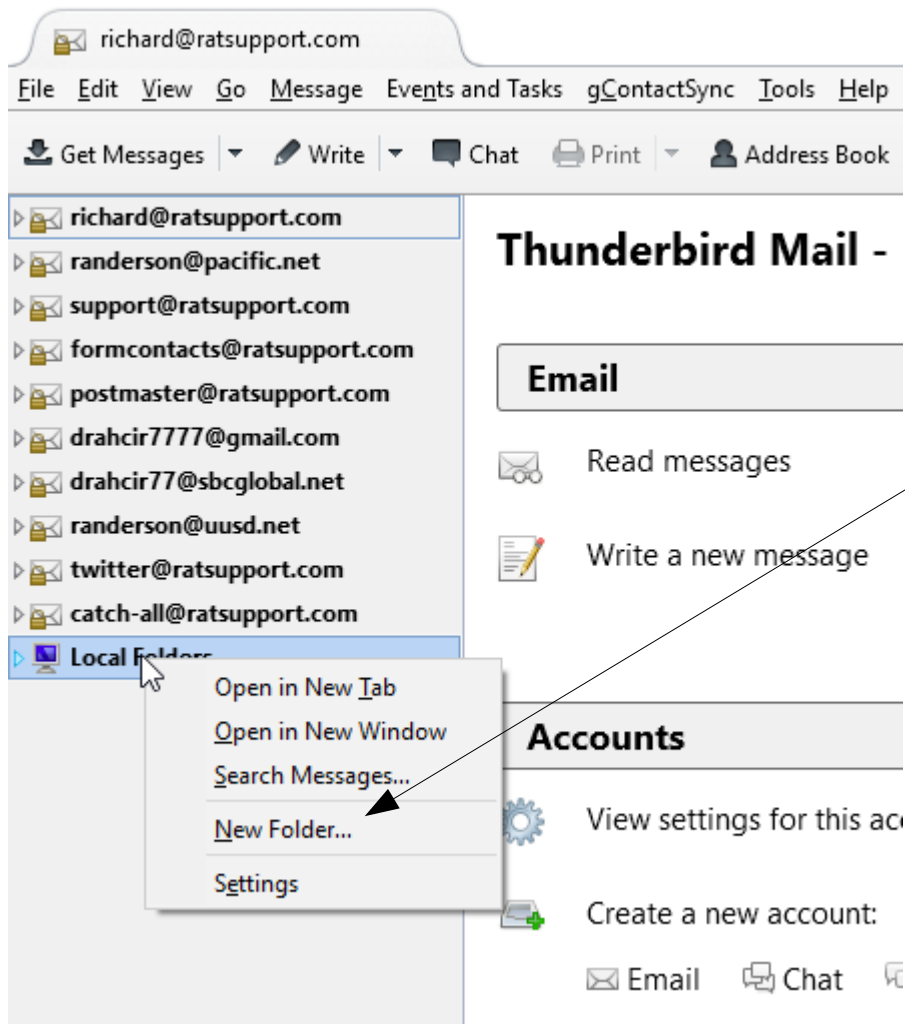 richard@ratsupport.com
File Edit View Go Message Events and Tasks gContactSync Tools Help
Get Messages Write Chat Print Address Book
richard@ratsupport.com
randerson@pacific.net
support@ratsupport.com
formcontacts@ratsupport.com
postmaster@ratsupport.com
drahcir7777@gmail.com
drahcir77@sbcglobal.net
randerson@uusd.net
twitter@ratsupport.com
catch-all@ratsupport.com
Local Folders
Open in New Tab
Open in New Window
Search Messages...
New Folder...
Settings
Thunderbird Mail -
Email
Read messages
Write a new message
Accounts
View settings for this acc
Create a new account:
Email Chat